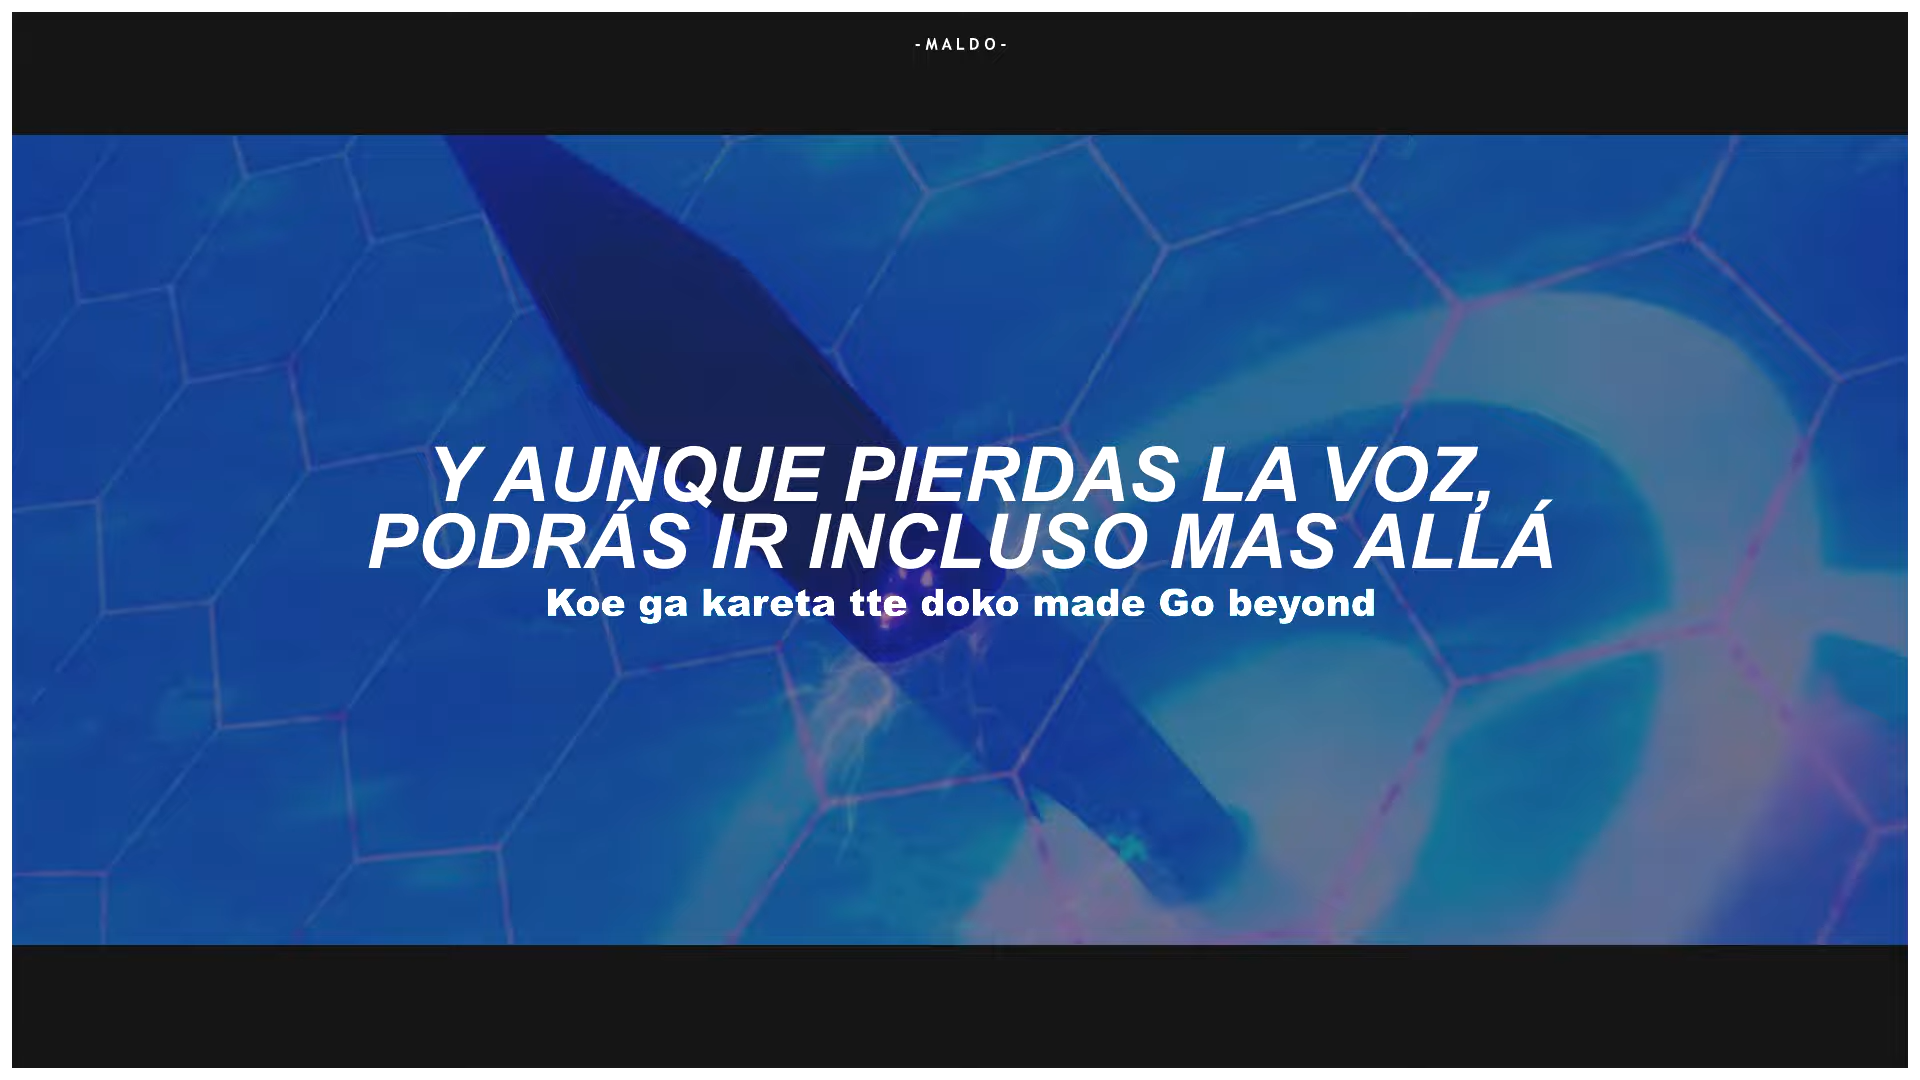 -MALDO-
Y AUNQUE PIERDAS LA VOZ,
PODRÁS IR INCLUSO MAS ALLÁ
Koe ga kareta tte doko made Go beyond